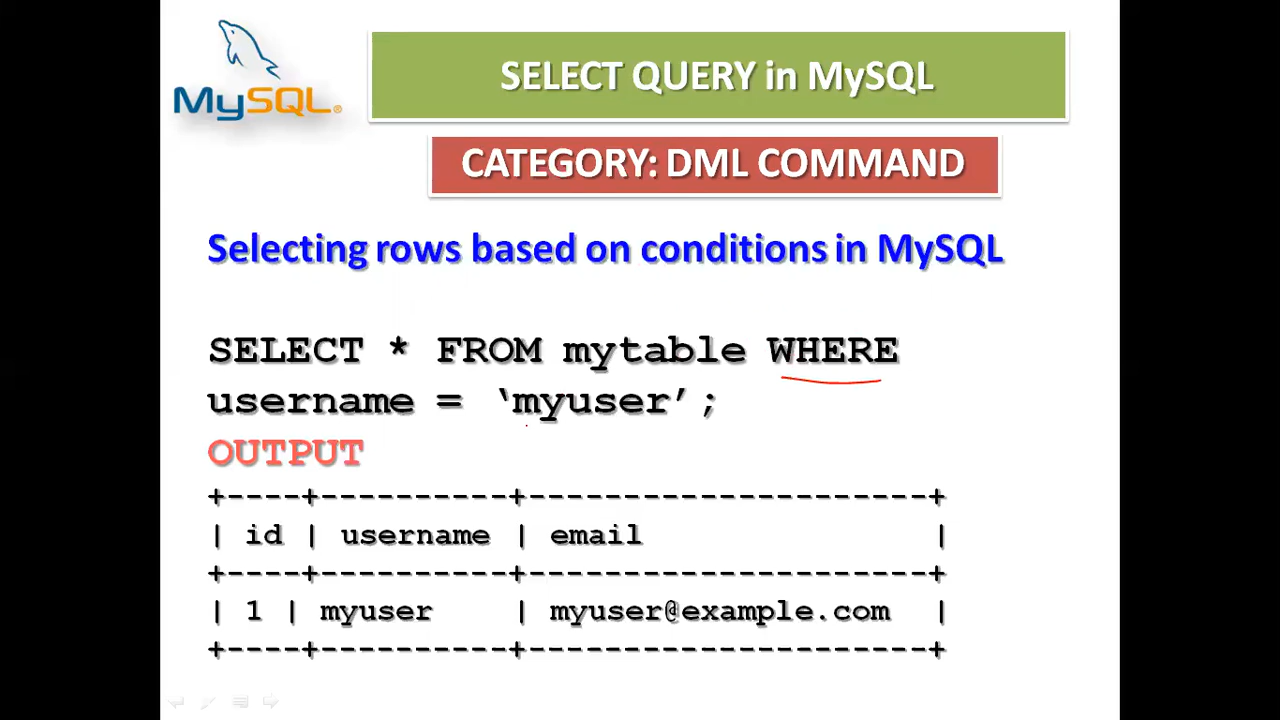 MySQL®
SELECT QUERY in MySQL
CATEGORY: DML COMMAND
Selecting rows based on conditions in MySQL
SELECT * FROM mytable WHERE
username = ‘myuser’;
OUTPUT
+----+----------+---------------------+
| id | username | email |
+----+----------+---------------------+
| 1 | myuser | myuser@example.com |
+----+----------+---------------------+